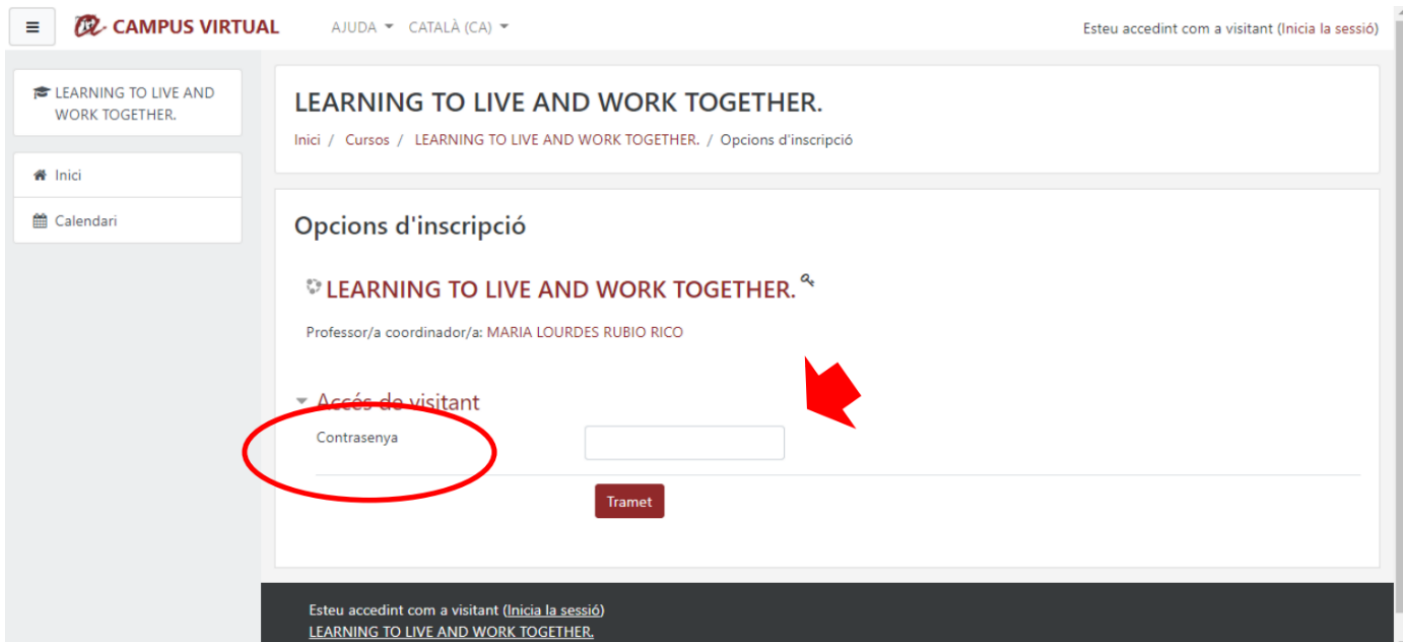 CAMPUS VIRTUAL AJUDA CATALÀ (CA) Esteu accedint com a visitant (Inicia la sessió)
LEARNING TO LIVE AND
WORK TOGETHER.
Inici
Calendari
LEARNING TO LIVE AND WORK TOGETHER.
Inici / Cursos / LEARNING TO LIVE AND WORK TOGETHER. / Opcions d'inscripció
Opcions d'inscripció
LEARNING TO LIVE AND WORK TOGETHER.
Professor/a coordinador/a: MARIA LOURDES RUBIO RICO
Accés de visitant
Contrasenya
Tramet
Esteu accedint com a visitant (Inicia la sessió)
LEARNING TO LIVE AND WORK TOGETHER.